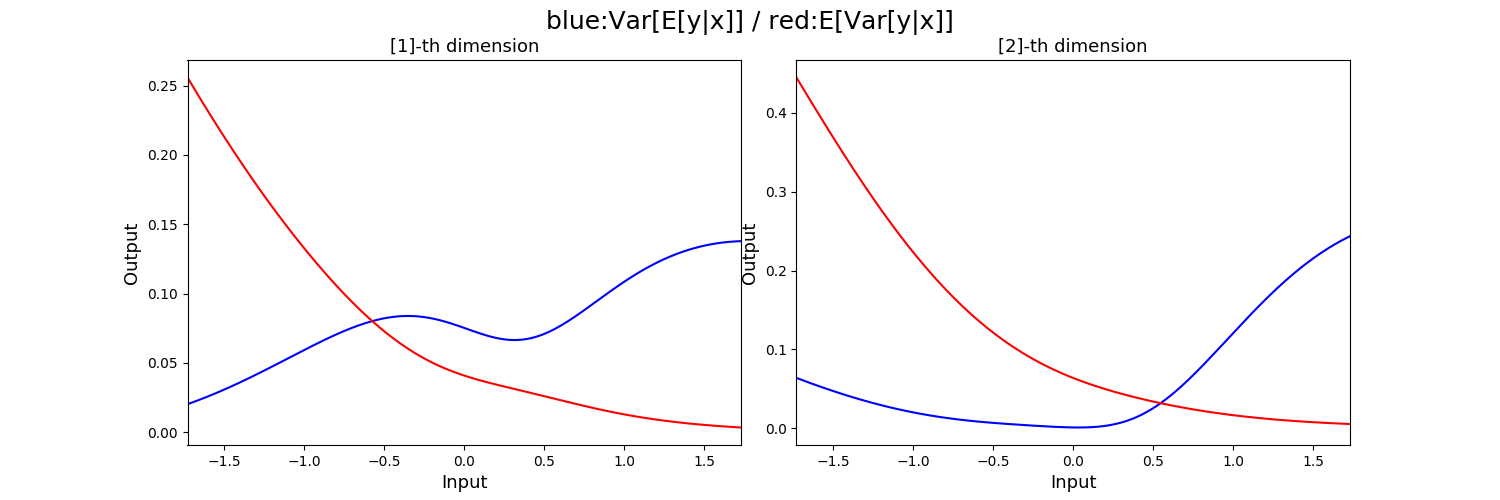 blue:Var[E[y|x]] / red:E[Var[y|x]]
[1]-th dimension
0.25
0.20
0.15
0.10
0.05
0.00
Output
−1.5 −1.0 −0.5 0.0 0.5 1.0 1.5
Input
[2]-th dimension
0.4
0.3
0.2
0.1
0.0
Output
−1.5 −1.0 −0.5 0.0 0.5 1.0 1.5
Input